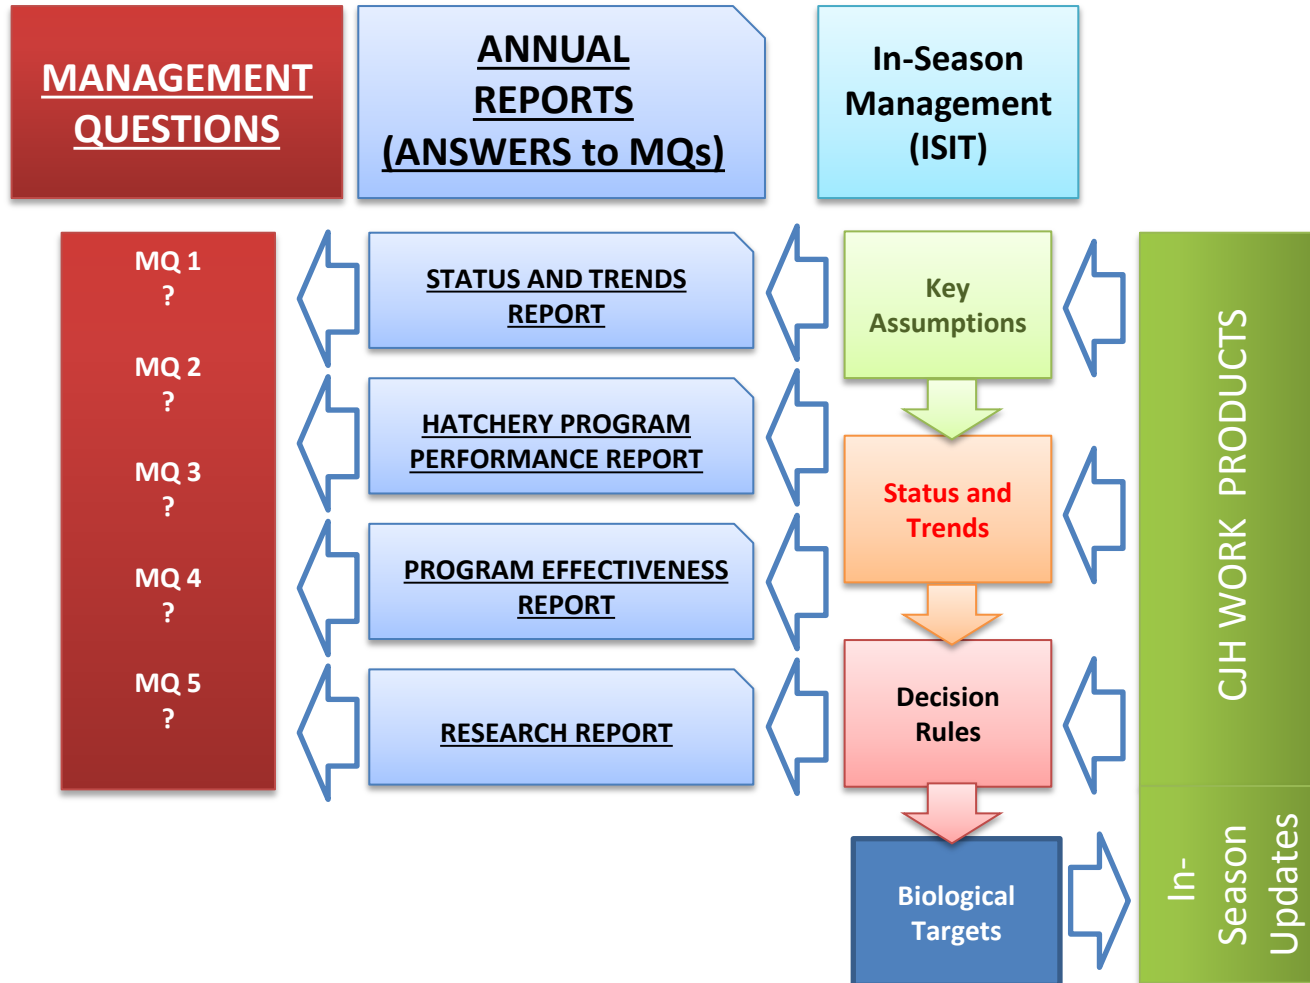 MANAGEMENT
QUESTIONS
ANNUAL
REPORTS
(ANSWERS to MQs)
In-Season
Management
(ISIT)
MQ 1
?
MQ 2
?
MQ 3
?
MQ 4
?
MQ 5
?
STATUS AND TRENDS
REPORT
HATCHERY PROGRAM
PERFORMANCE REPORT
PROGRAM EFFECTIVENESS
REPORT
RESEARCH REPORT
Key
Assumptions
Status and
Trends
Decision
Rules
Biological
Targets
CJH WORK PRODUCTS
In-
Season
Updates